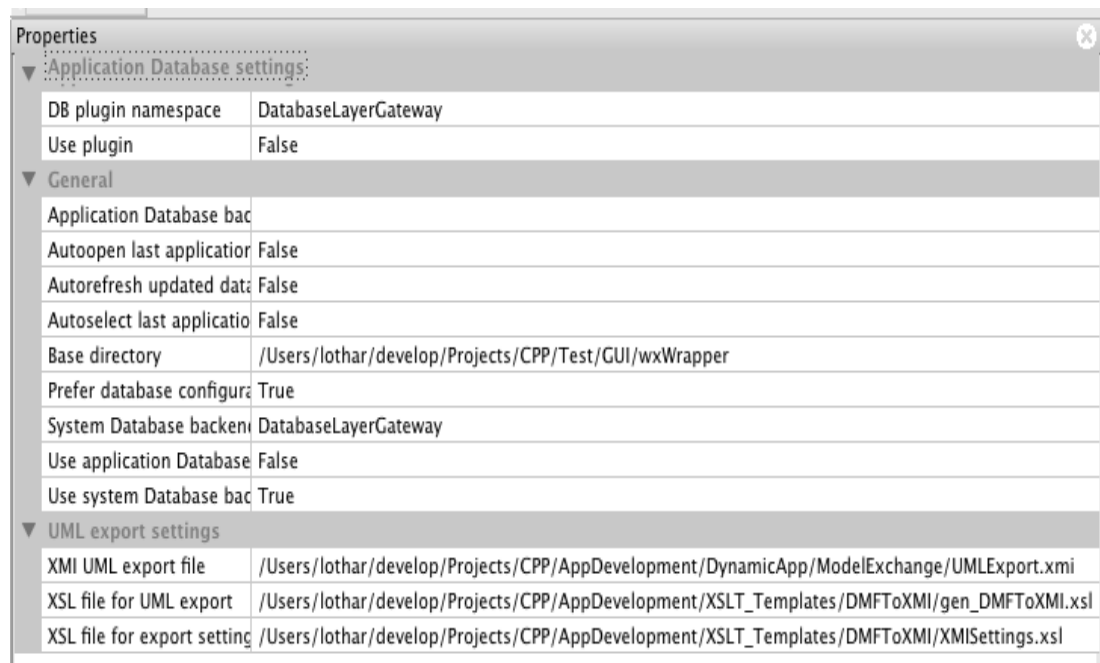 Properties
Application Database settings
DB plugin namespace DatabaseLayerGateway
Use plugin False
General
Application Database bac
Autoopen last application False
Autorefresh updated data False
Autoselect last applicatio False
Base directory /Users/lothar/develop/Projects/CPP/Test/GUI/wxWrapper
Prefer database configura True
System Database backen DatabaseLayerGateway
Use application Database False
Use system Database bac True
UML export settings
XMI UML export file /Users/lothar/develop/Projects/CPP/AppDevelopment/DynamicApp/ModelExchange/UMLExport.xmi
XSL file for UML export /Users/lothar/develop/Projects/CPP/AppDevelopment/XSLT_Templates/DMFToXMI/gen_DMFToXMI.xsl
XSL file for export setting /Users/lothar/develop/Projects/CPP/AppDevelopment/XSLT_Templates/DMFToXMI/XMISettings.xsl